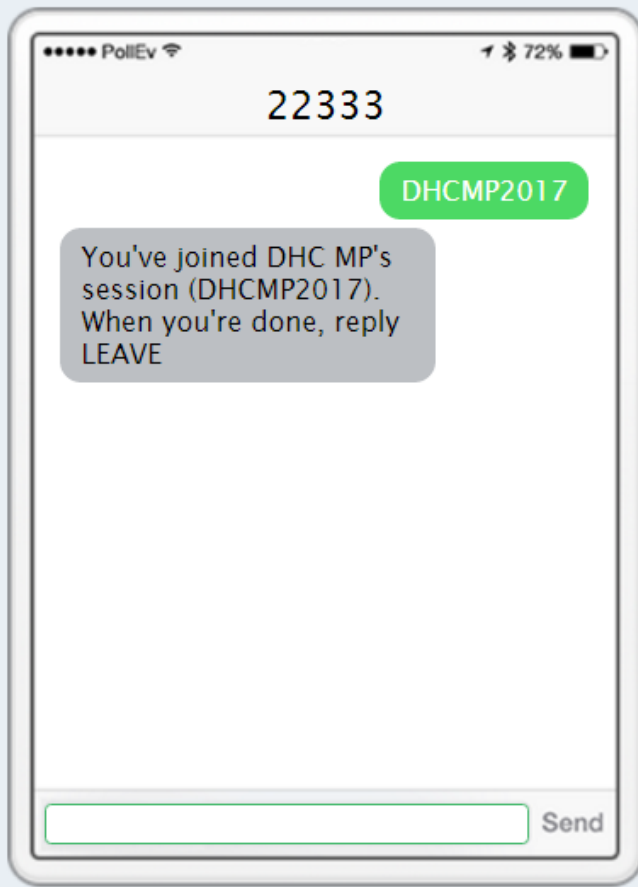 PollEv 72%
22333
DHCMP2017
You've joined DHC MP's
session (DHCMP2017).
When you're done, reply
LEAVE
Send